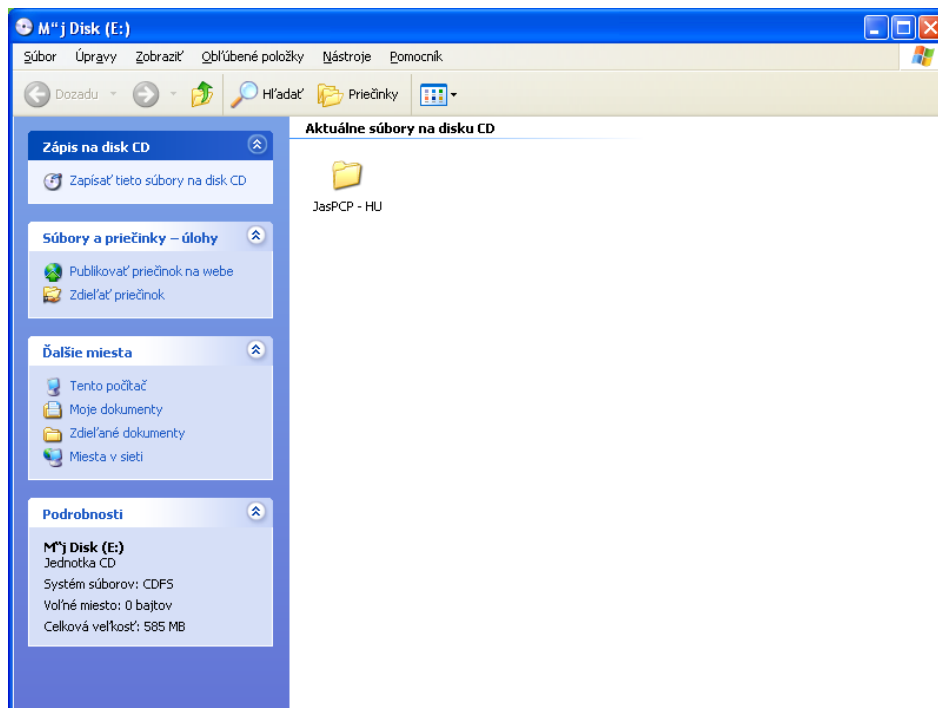 M“j Disk (E:)
Súbor Úpravy Zobraziť Obľúbené položky Nástroje Pomocník
Dozadu Hľadať Priečinky
Zápis na disk CD
Zapísať tieto súbory na disk CD
Súbory a priečinky – úlohy
Publikovať priečinok na webe
Zdieľať priečinok
Ďalšie miesta
Tento počítač
Moje dokumenty
Zdieľané dokumenty
Miesta v sieti
Podrobnosti
M“j Disk (E:)
Jednotka CD
Systém súborov: CDFS
Voľné miesto: 0 bajtov
Celková veľkosť: 585 MB
Aktuálne súbory na disku CD
JasPCP - HU